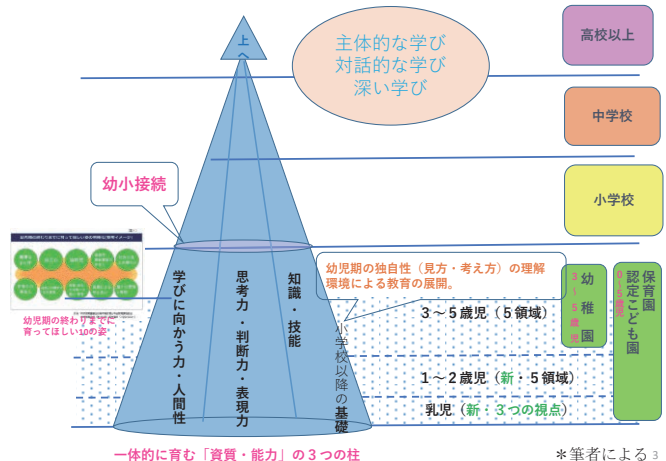 上へ
主体的な学び
対話的な学び
深い学び
高校以上
中学校
小学校
幼小接続
幼児期の独自性（見方・考え方）の理解
環境による教育の展開。
学びに向かう力・人間性
思考力・判断力・表現力
知識・技能
小学校以降の基礎
3～5歳児（5領域）
1～2歳児（新・5領域）
乳児（新・3つの視点）
幼稚園
3～5歳児
保育園
認定こども園
0～5歳児
幼児期の終わりまでに
育ってほしい10の姿
一体的に育む「資質・能力」の3つの柱
＊筆者による 3